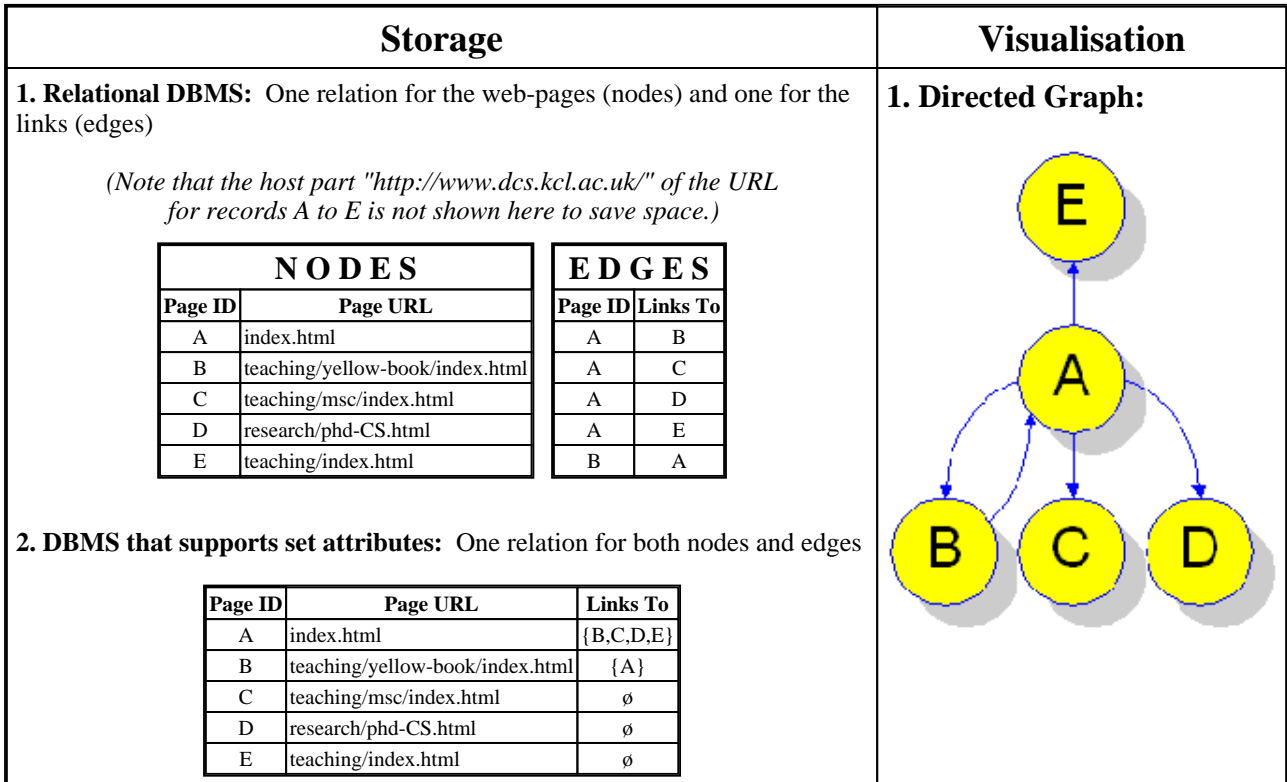 Storage
Visualisation
1. Relational DBMS: One relation for the web-pages (nodes) and one for the
links (edges)
(Note that the host part "http://www.dcs.kcl.ac.uk/" of the URL
for records A to E is not shown here to save space.)
N O D E S
Page ID Page URL
A index.html
B teaching/yellow-book/index.html
C teaching/msc/index.html
D research/phd-CS.html
E teaching/index.html
E D G E S
Page ID Links To
A B
A C
A D
A E
B A
2. DBMS that supports set attributes: One relation for both nodes and edges
Page ID Page URL Links To
A index.html {B,C,D,E}
B teaching/yellow-book/index.html {A}
C teaching/msc/index.html ø
D research/phd-CS.html ø
E teaching/index.html ø
1. Directed Graph:
E
A
B C D